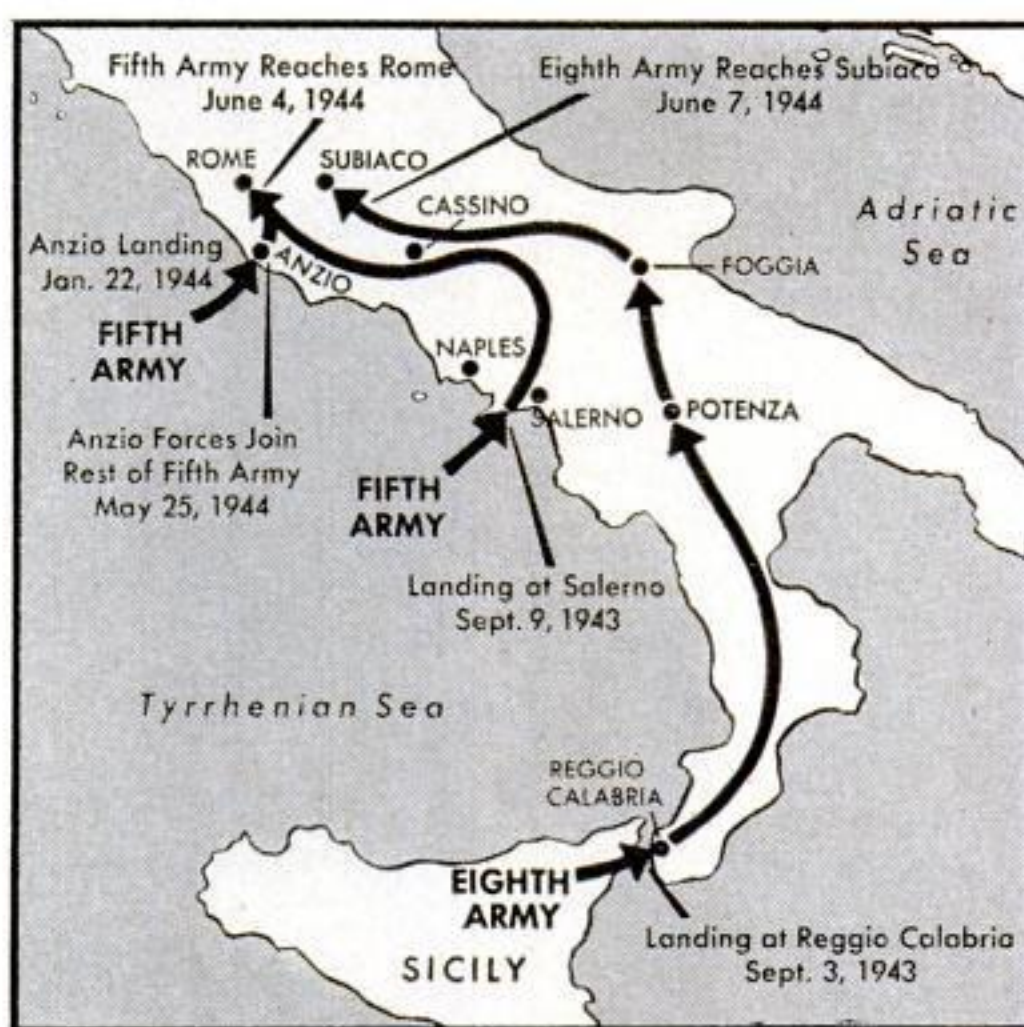 Fifth Army Reaches Rome
June 4, 1944
Eighth Army Reaches Subiaco
June 7, 1944
ROME
SUBIACO
CASSINO
Adriatic
Sea
Anzio Landing
Jan. 22, 1944
ANZIO
FOGGIA
FIFTH
ARMY
NAPLES
SALERNO
POTENZA
Anzio Forces Join
Rest of Fifth Army
May 25, 1944
FIFTH
ARMY
Landing at Salerno
Sept. 9, 1943
Tyrrhenian Sea
REGGIO
CALABRIA
EIGHTH
ARMY
SICILY
Landing at Reggio Calabria
Sept. 3, 1943